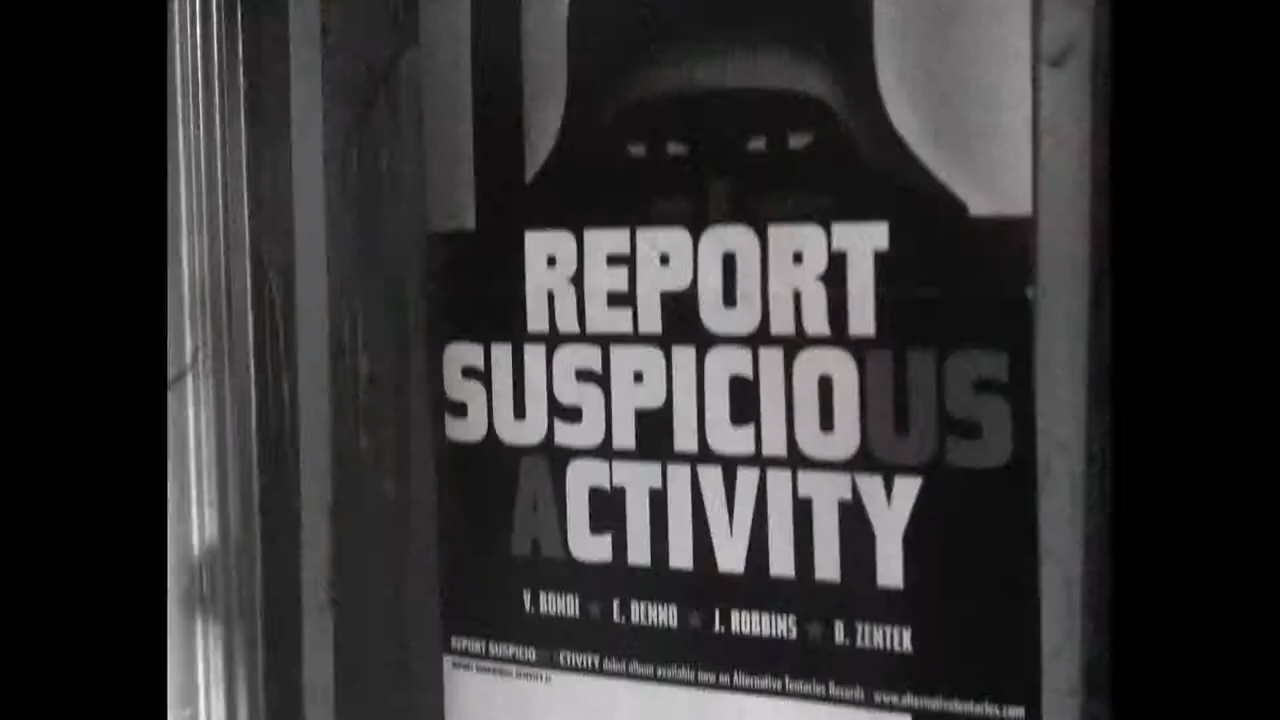 REPORT
SUSPICIOUS
ACTIVITY
V. BONDI ★ E. DENNO ★ J. ROBBINS ★ D. ZENTEK
REPORT SUSPICIOUS ACTIVITY debut album available now on Alternative Tentacles Records www.alternativetentacles.com